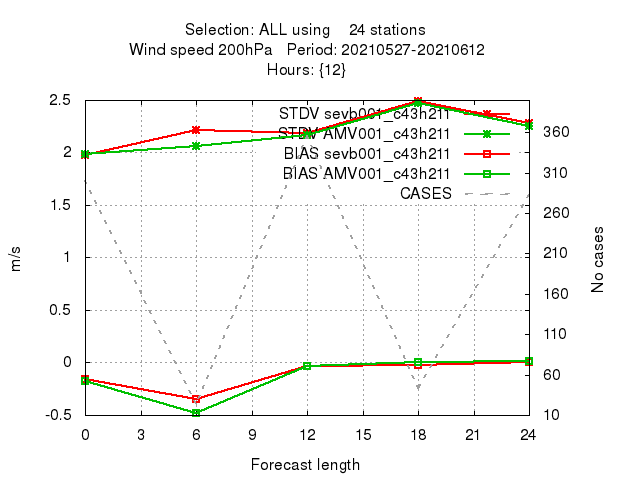 Selection: ALL using    24 stations
Wind speed 200hPa   Period: 20210527-20210612
Hours: {12}
STDV sevb001_c43h211
STDV AMV001_c43h211
BIAS sevb001_c43h211
BIAS AMV001_c43h211
CASES
2.5
2
1.5
1
0.5
0
-0.5
m/s
360
310
260
210
160
110
60
10
No cases
0 3 6 9 12 15 18 21 24
Forecast length